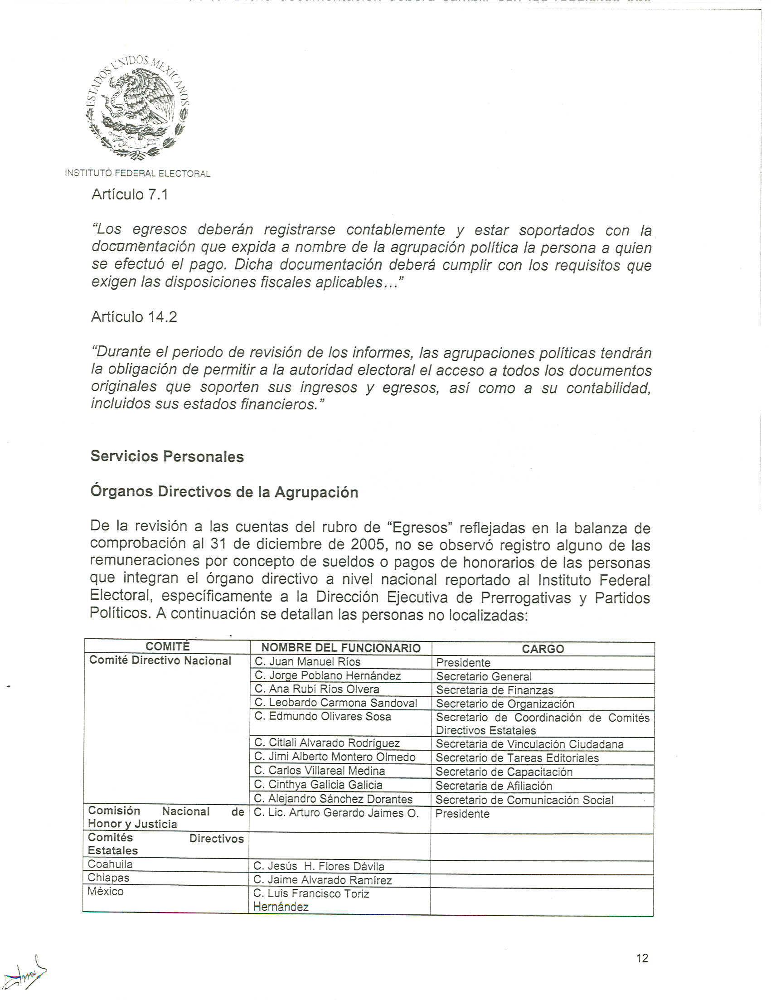 ESTADOS UNIDOS MEXICANOS
INSTITUTO FEDERAL ELECTORAL
Artículo 7.1
“Los egresos deberán registrarse contablemente y estar soportados con la
documentación que expida a nombre de la agrupación política la persona a quien
se efectuó el pago. Dicha documentación deberá cumplir con los requisitos que
exigen las disposiciones fiscales aplicables...”
Artículo 14.2
“Durante el periodo de revisión de los informes, las agrupaciones políticas tendrán
la obligación de permitir a la autoridad electoral el acceso a todos los documentos
originales que soporten sus ingresos y egresos, así como a su contabilidad,
incluidos sus estados financieros.”
Servicios Personales
Órganos Directivos de la Agrupación
De la revisión a las cuentas del rubro de “Egresos” reflejadas en la balanza de
comprobación al 31 de diciembre de 2005, no se observó registro alguno de las
remuneraciones por concepto de sueldos o pagos de honorarios de las personas
que integran el órgano directivo a nivel nacional reportado al Instituto Federal
Electoral, específicamente a la Dirección Ejecutiva de Prerrogativas y Partidos
Políticos. A continuación se detallan las personas no localizadas:
COMITÉ NOMBRE DEL FUNCIONARIO CARGO
Comité Directivo Nacional C. Juan Manuel Ríos Presidente
C. Jorge Poblano Hernández Secretario General
C. Ana Rubí Ríos Olvera Secretaria de Finanzas
C. Leobardo Carmona Sandoval Secretario de Organización
C. Edmundo Olivares Sosa Secretario de Coordinación de Comités
Directivos Estatales
C. Citlali Alvarado Rodríguez Secretaria de Vinculación Ciudadana
C. Jimi Alberto Montero Olmedo Secretario de Tareas Editoriales
C. Carlos Villareal Medina Secretario de Capacitación
C. Cinthya Galicia Galicia Secretaria de Afiliación
C. Alejandro Sánchez Dorantes Secretario de Comunicación Social
Comisión Nacional de C. Lic. Arturo Gerardo Jaimes O. Presidente
Honor y Justicia
Comités Directivos
Estatales
Coahuila C. Jesús H. Flores Dávila
Chiapas C. Jaime Alvarado Ramírez
México C. Luis Francisco Toriz
Hernández
12